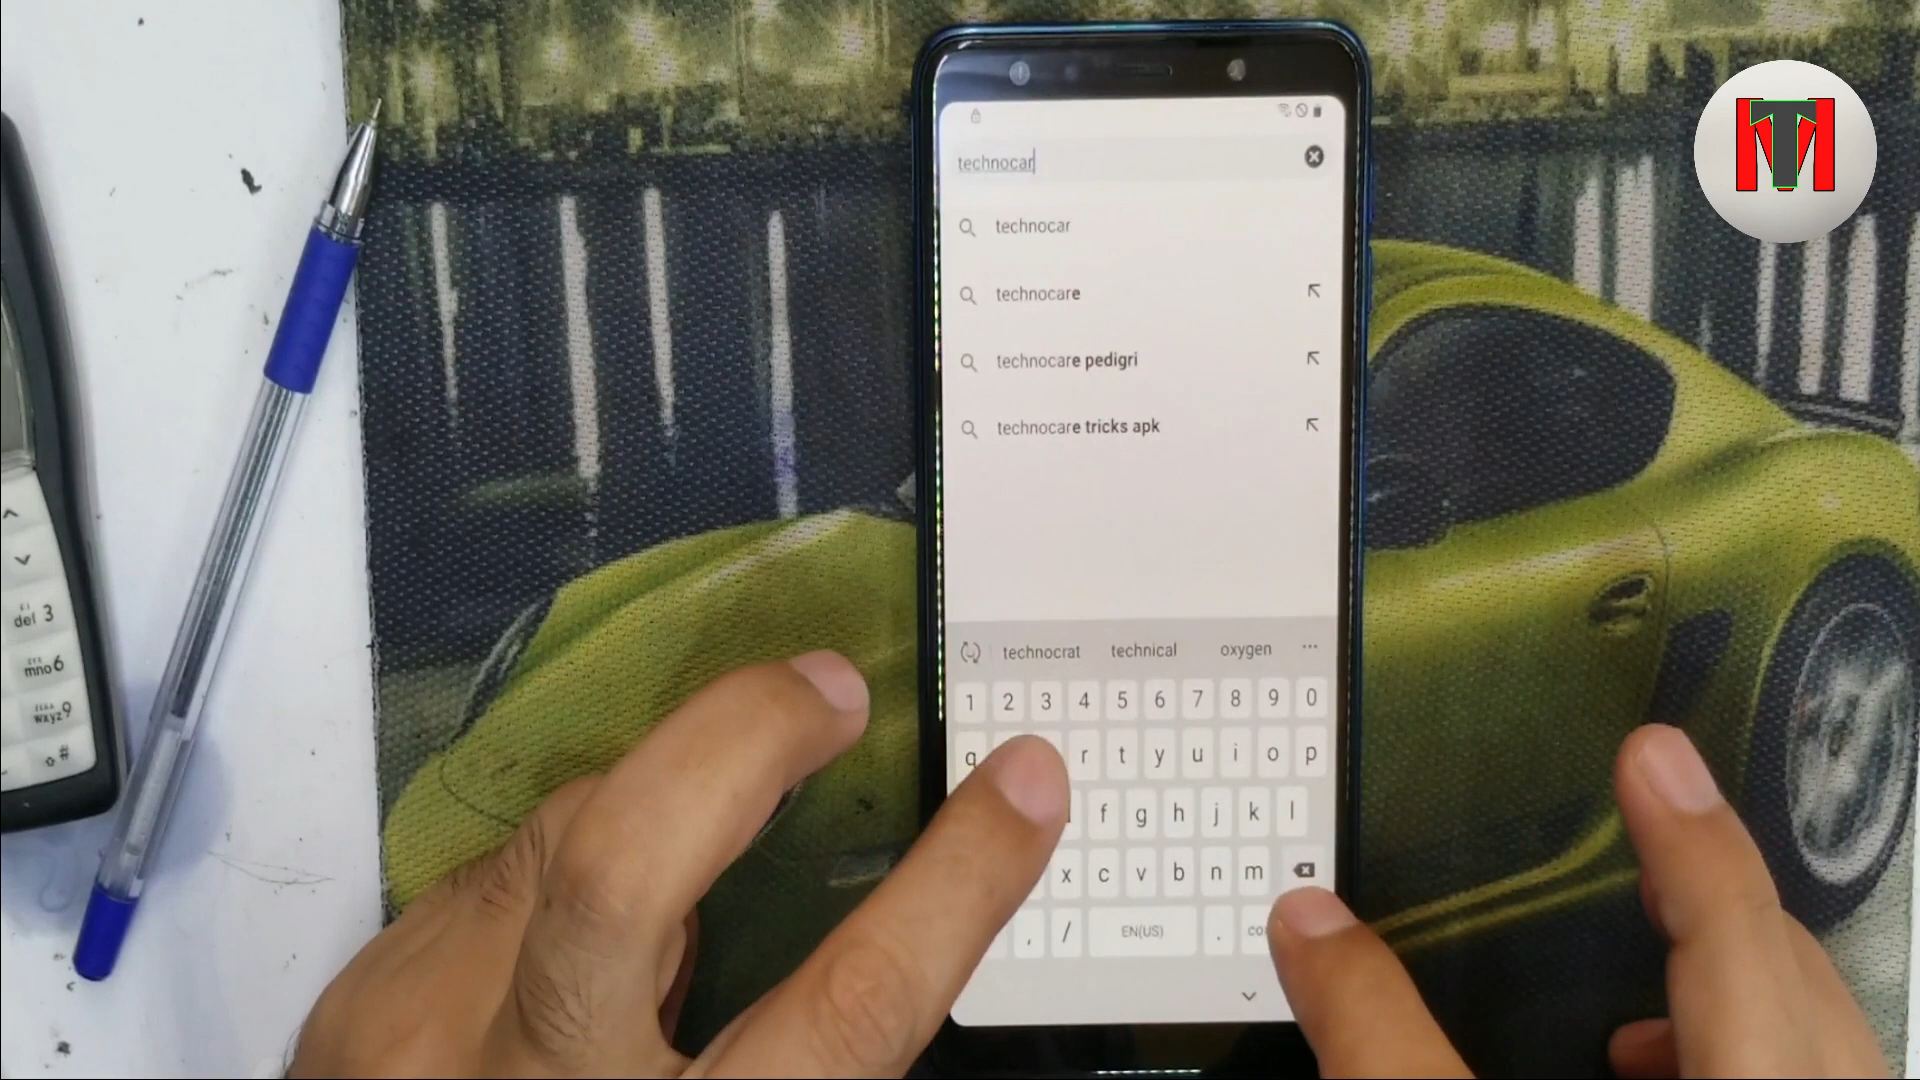 technocar
technocar
technocare
technocare pedigri
technocare tricks apk
technocrat technical oxygen ...
1 2 3 4 5 6 7 8 9 0
q r t y u i o p
f g h j k l
x c v b n m
, / EN(US) .
del 3
mno 6
wxyz 9
#
MT